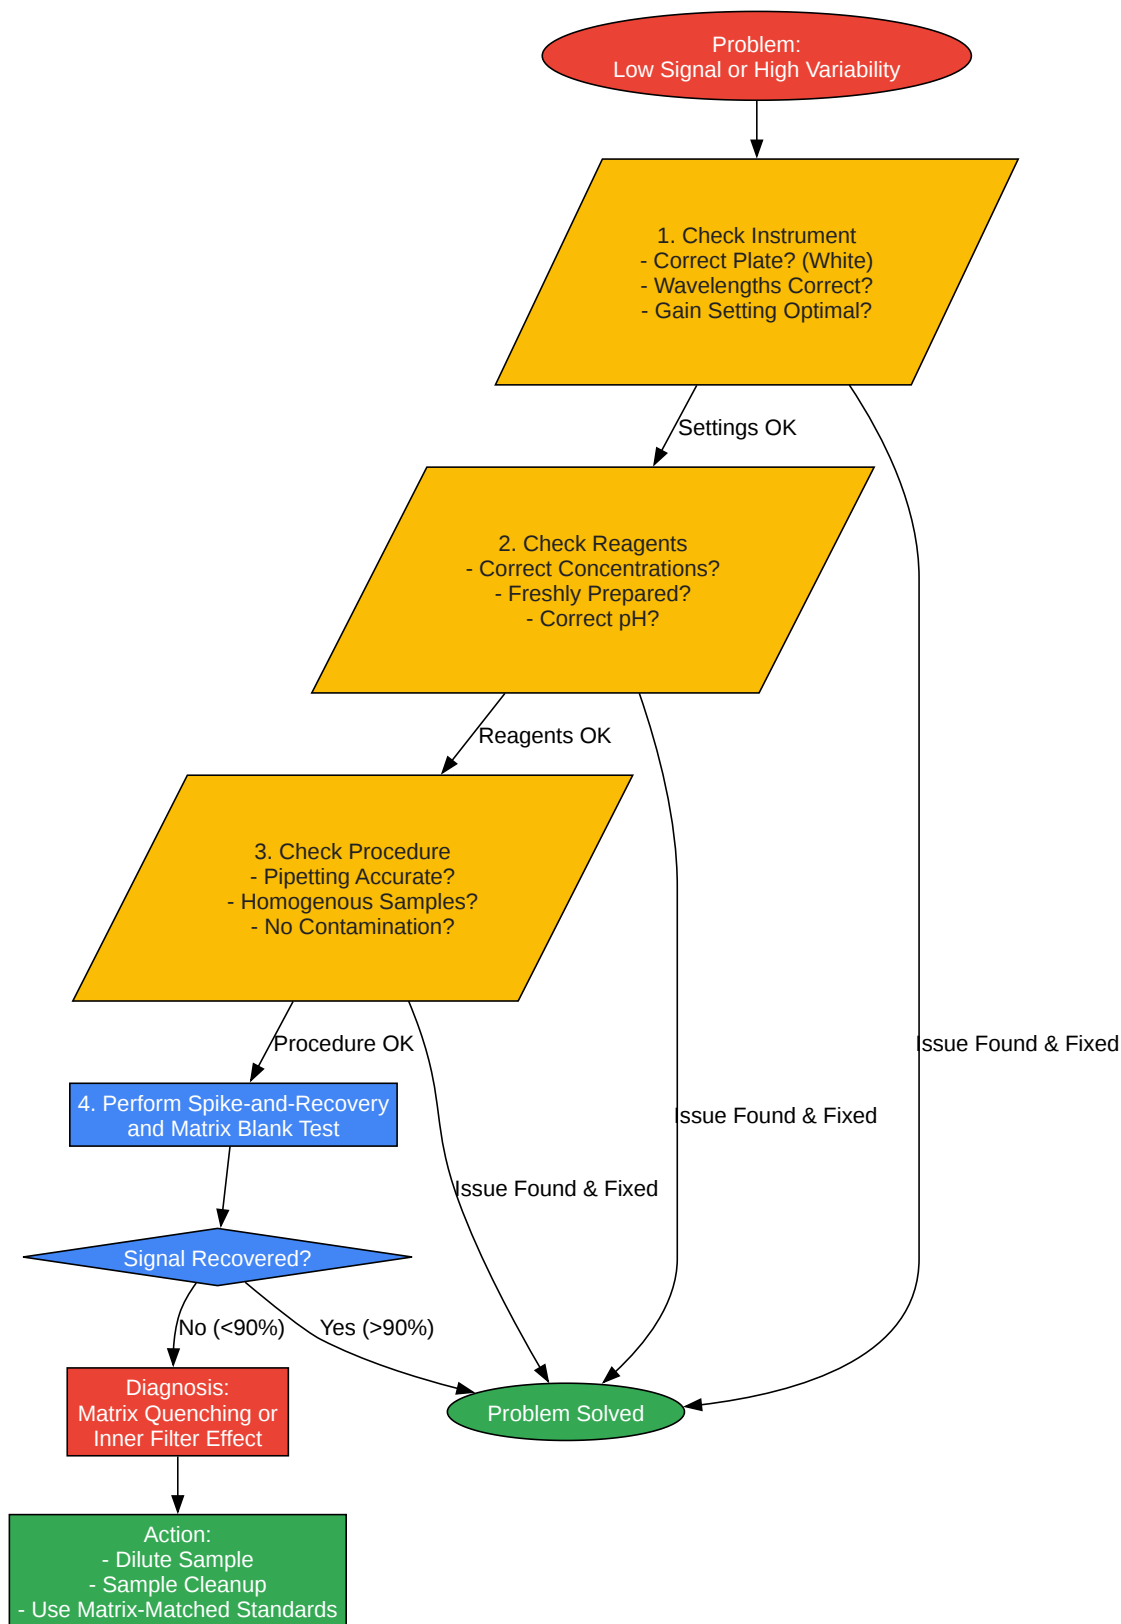 Problem:
Low Signal or High Variability
1. Check Instrument
- Correct Plate? (White)
- Wavelengths Correct?
- Gain Setting Optimal?
Settings OK
2. Check Reagents
- Correct Concentrations?
- Freshly Prepared?
- Correct pH?
Reagents OK
3. Check Procedure
- Pipetting Accurate?
- Homogenous Samples?
- No Contamination?
Procedure OK
Issue Found & Fixed
4. Perform Spike-and-Recovery
and Matrix Blank Test
Issue Found & Fixed
Issue Found & Fixed
Signal Recovered?
No (<90%)
Yes (>90%)
Diagnosis:
Matrix Quenching or
Inner Filter Effect
Problem Solved
Action:
- Dilute Sample
- Sample Cleanup
- Use Matrix-Matched Standards